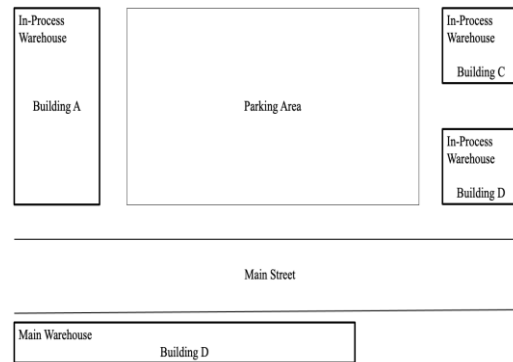 In-Process
Warehouse
Building A
Parking Area
In-Process
Warehouse
Building C
In-Process
Warehouse
Building D
Main Street
Main Warehouse
Building D